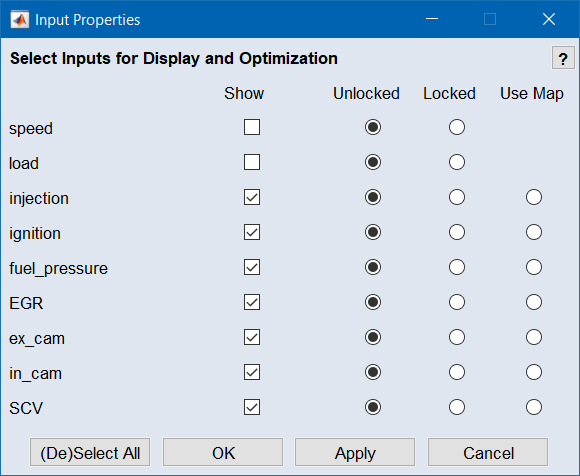 Input Properties
Select Inputs for Display and Optimization ?
Show Unlocked Locked Use Map
speed
load
injection
ignition
fuel_pressure
EGR
ex_cam
in_cam
SCV
(De)Select All OK Apply Cancel